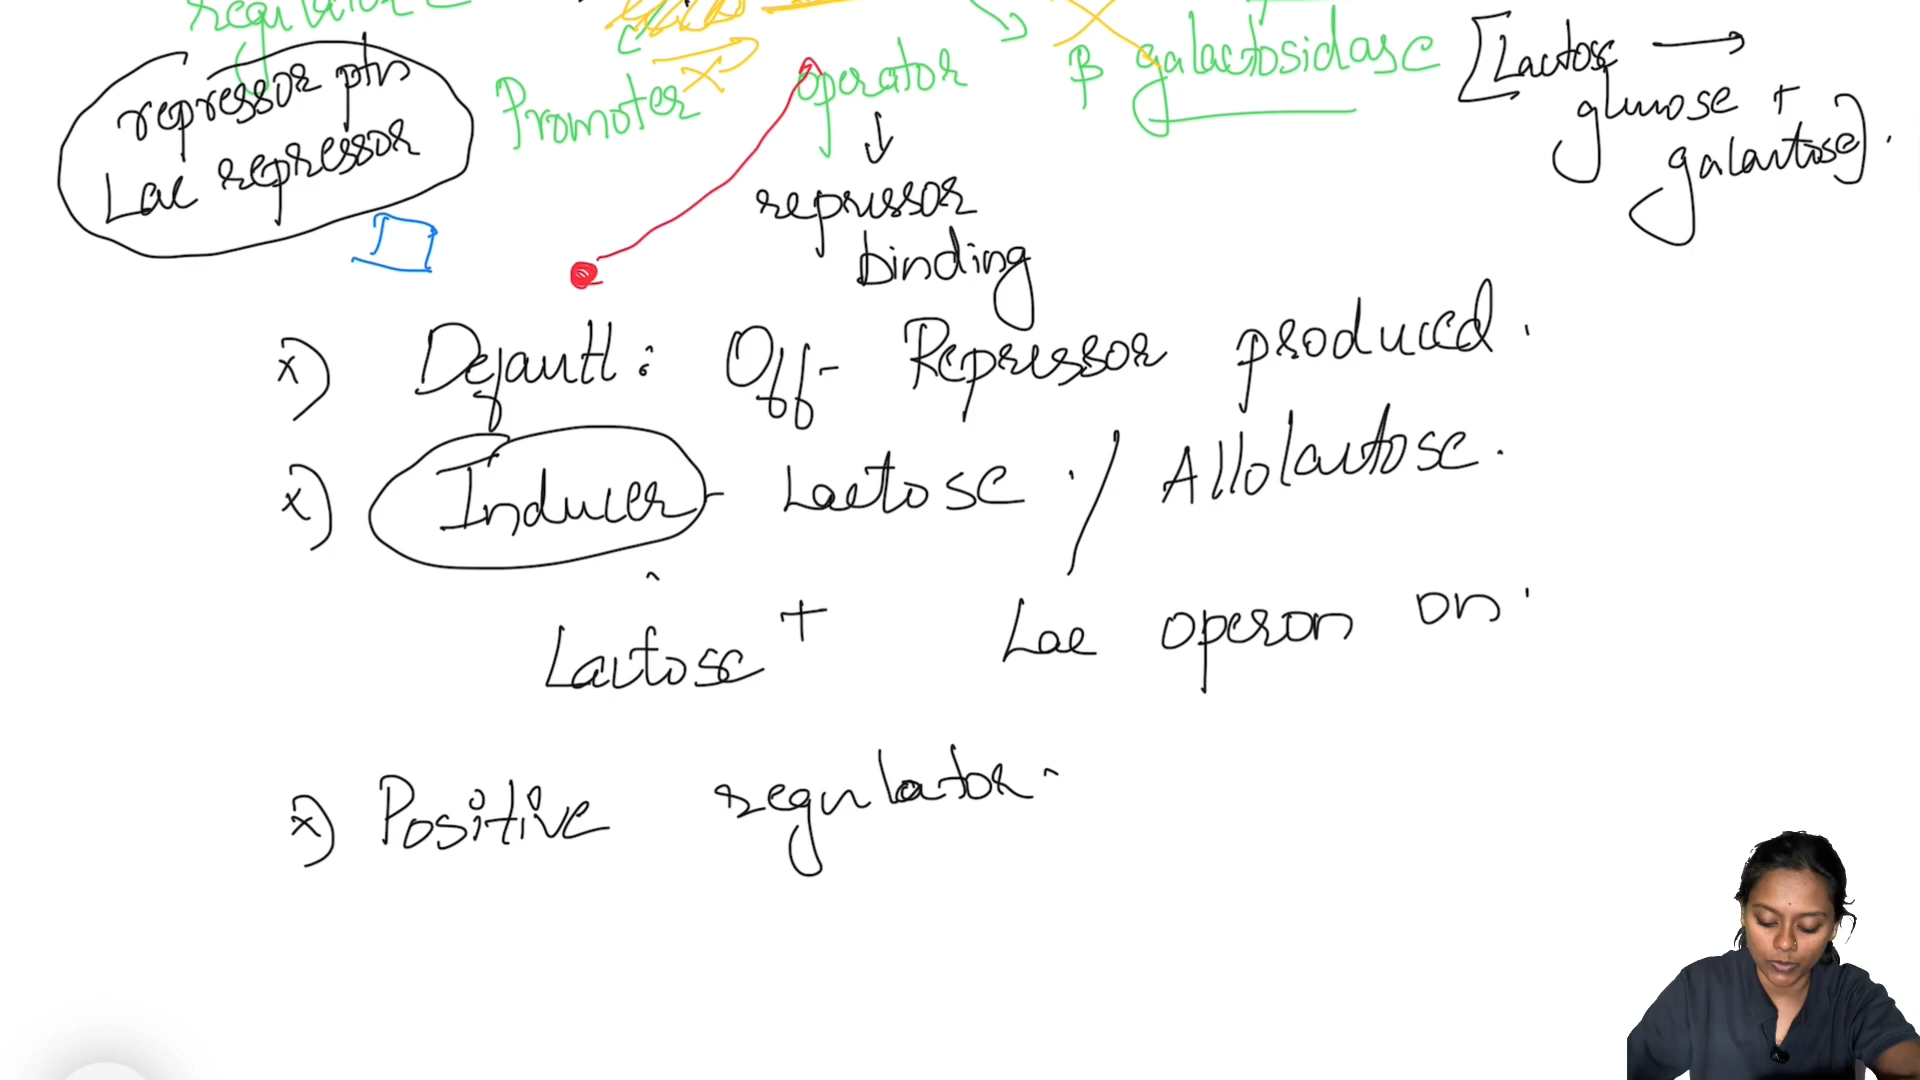 repressor ptn
Lac repressor
Promoter
operator
repressor
binding
β galactosidase
[Lactose →
glucose +
galactose].
x) Default : Off- Repressor produced.
x) Inducer - Lactose . / Allolactose.
Lactose + Lac operon on.
x) Positive regulator.